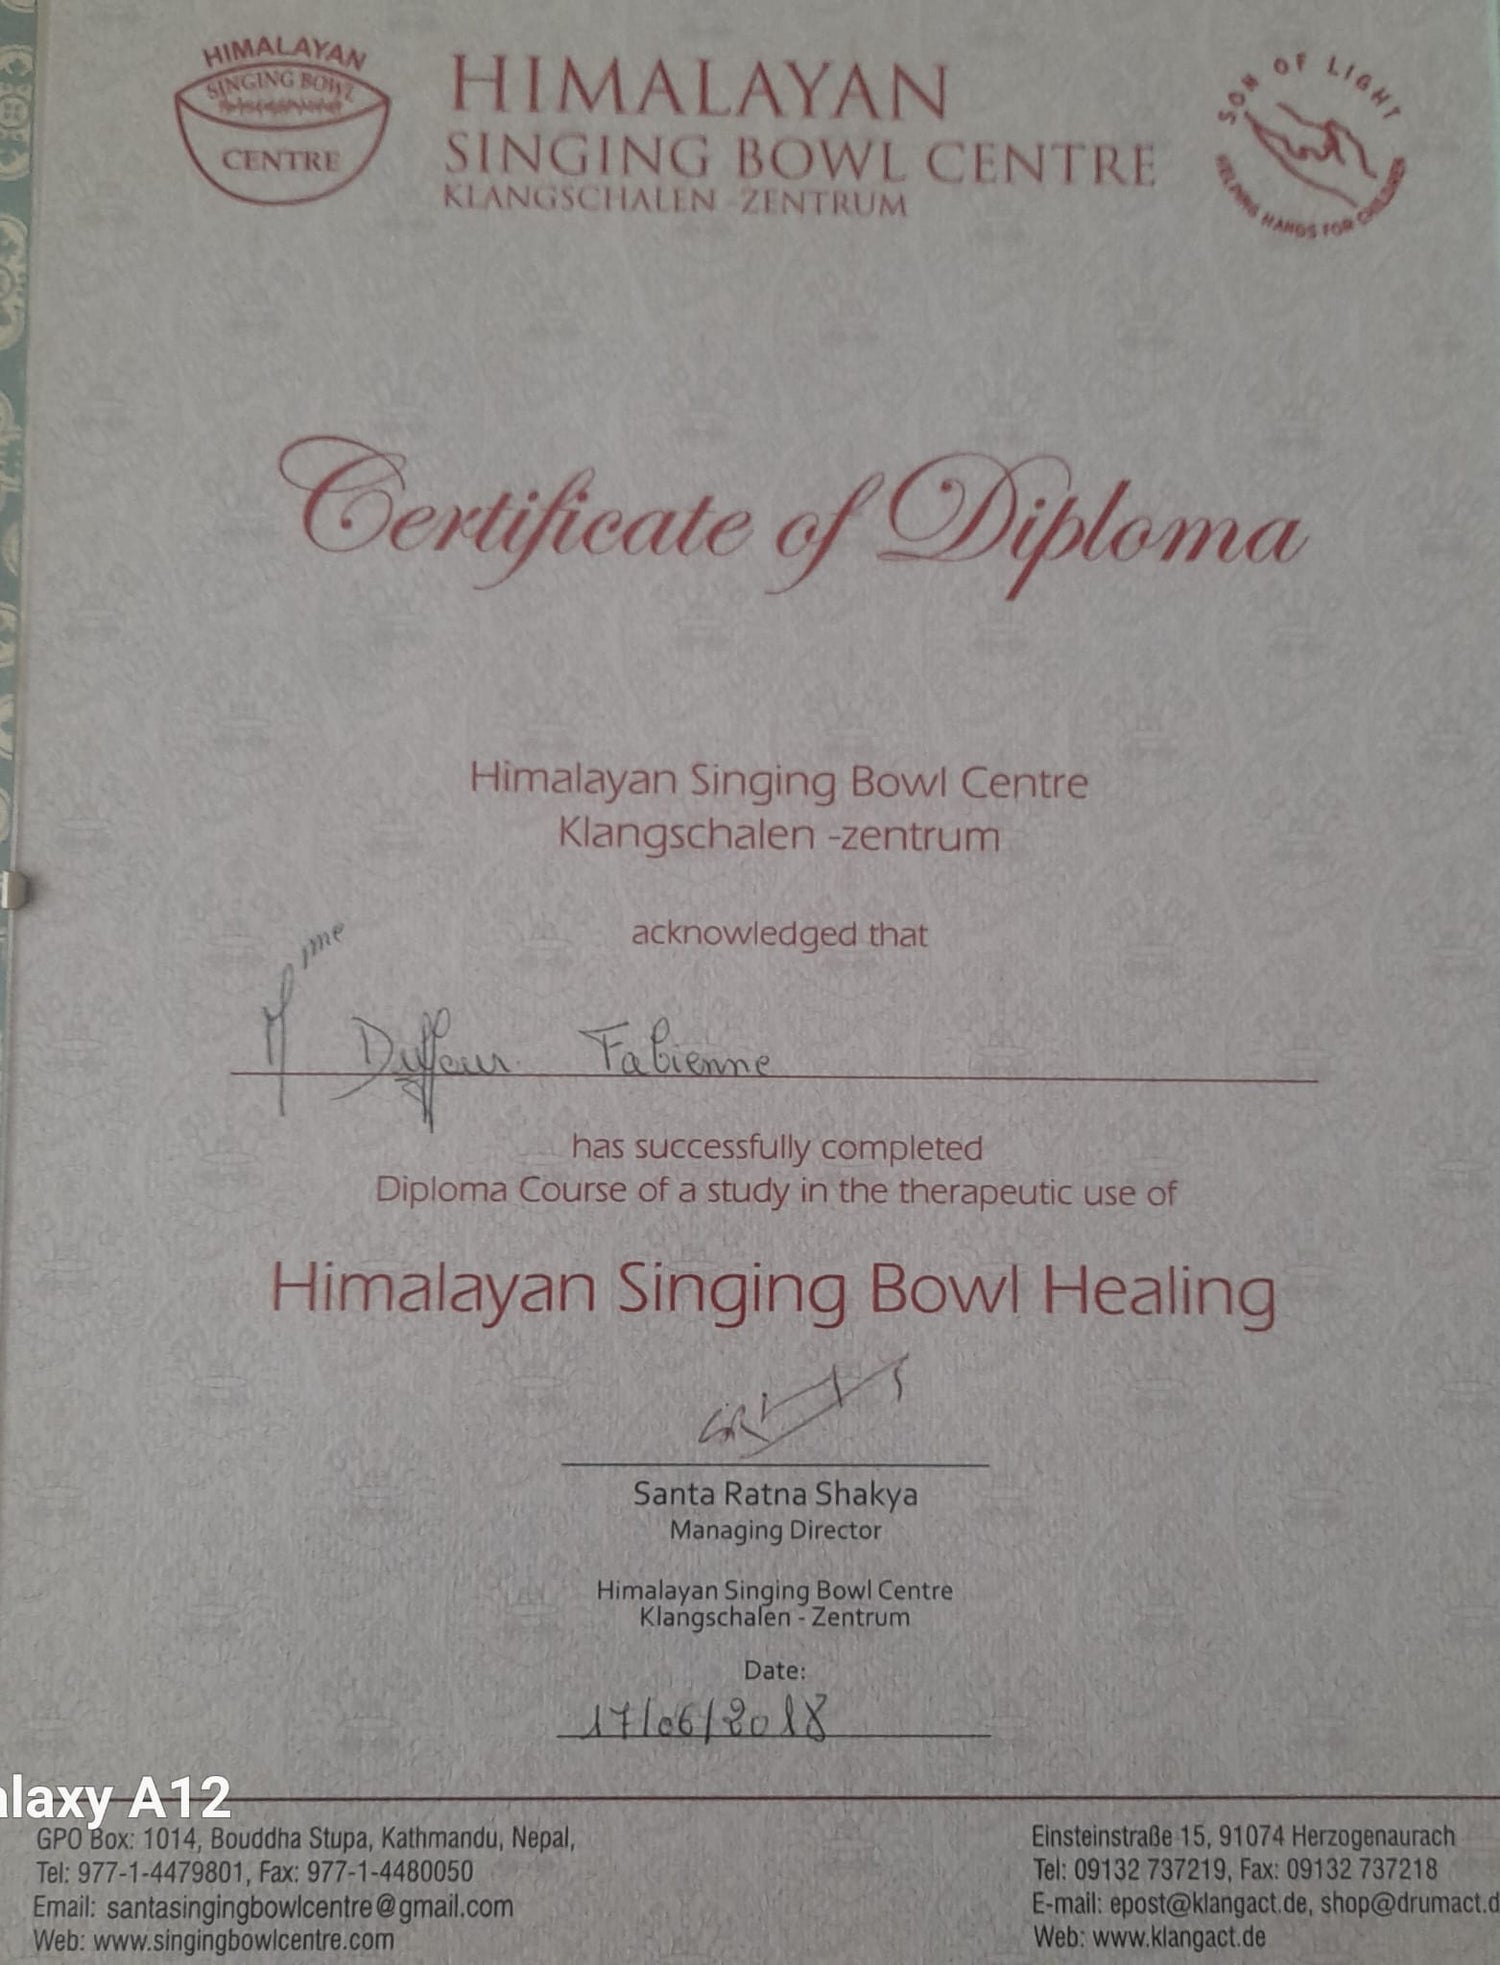 HIMALAYAN
SINGING BOWL
CENTRE
HIMALAYAN
SINGING BOWL CENTRE
KLANGSCHALEN -ZENTRUM
SON OF LIGHT
HELPING HANDS FOR CHILDREN
Certificate of Diploma
Himalayan Singing Bowl Centre
Klangschalen -zentrum
acknowledged that
Mme Duffour Fabienne
has successfully completed
Diploma Course of a study in the therapeutic use of
Himalayan Singing Bowl Healing
Santa Ratna Shakya
Managing Director
Himalayan Singing Bowl Centre
Klangschalen - Zentrum
Date:
17/06/2018
alaxy A12
GPO Box: 1014, Bouddha Stupa, Kathmandu, Nepal,
Tel: 977-1-4479801, Fax: 977-1-4480050
Email: santasingingbowlcentre@gmail.com
Web: www.singingbowlcentre.com
Einsteinstraße 15, 91074 Herzogenaurach
Tel: 09132 737219, Fax: 09132 737218
E-mail: epost@klangact.de, shop@drumact.d
Web: www.klangact.de